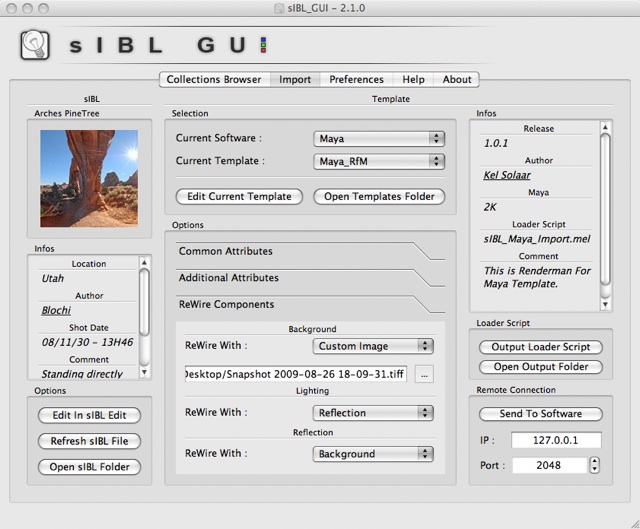 sIBL_GUI - 2.1.0
sIBL GUI
Collections Browser Import Preferences Help About
sIBL
Arches PineTree
Infos
Location
Utah
Author
Blochi
Shot Date
08/11/30 - 13H46
Comment
Standing directly
Options
Edit In sIBL Edit
Refresh sIBL File
Open sIBL Folder
Template
Selection
Current Software : Maya
Current Template : Maya_RfM
Edit Current Template Open Templates Folder
Options
Common Attributes
Additional Attributes
ReWire Components
Background
ReWire With : Custom Image
Desktop/Snapshot 2009-08-26 18-09-31.tiff ...
Lighting
ReWire With : Reflection
Reflection
ReWire With : Background
Infos
Release
1.0.1
Author
Kel Solaar
Maya
2K
Loader Script
sIBL_Maya_Import.mel
Comment
This is Renderman For
Maya Template.
Loader Script
Output Loader Script
Open Output Folder
Remote Connection
Send To Software
IP : 127.0.0.1
Port : 2048